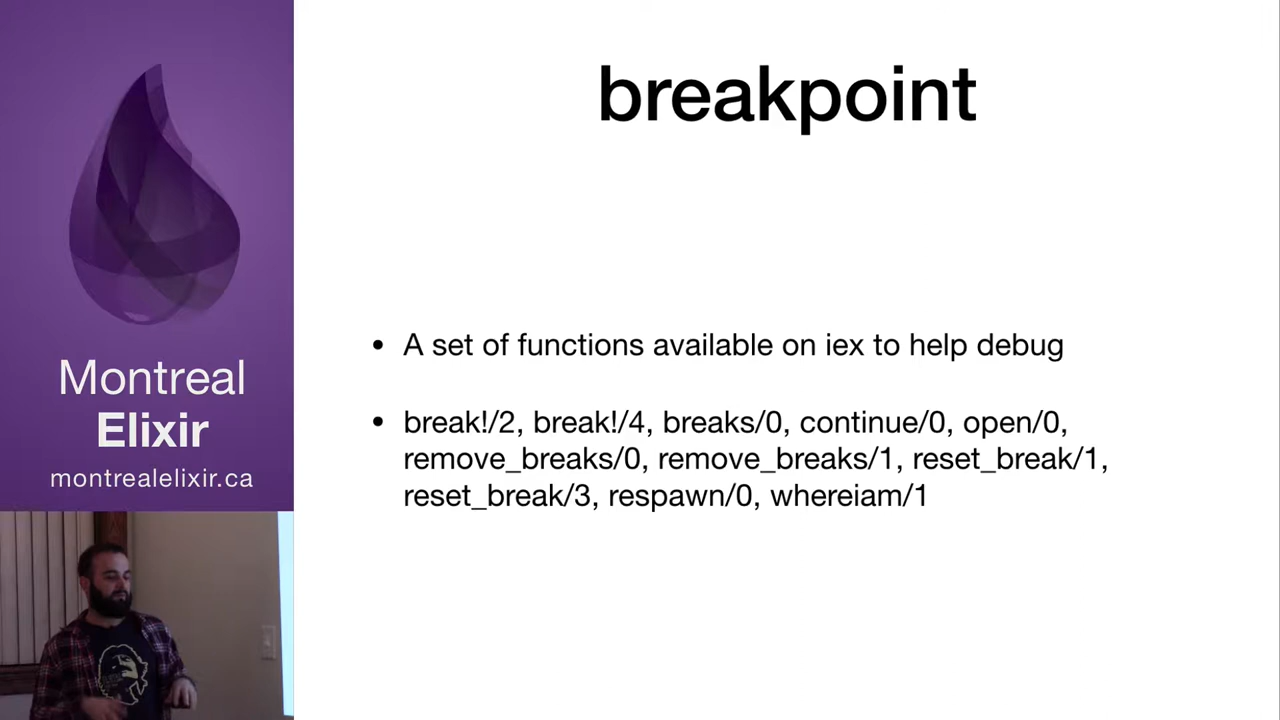 breakpoint
• A set of functions available on iex to help debug
• break!/2, break!/4, breaks/0, continue/0, open/0,
remove_breaks/0, remove_breaks/1, reset_break/1,
reset_break/3, respawn/0, whereiam/1
Montreal
Elixir
montrealelixir.ca